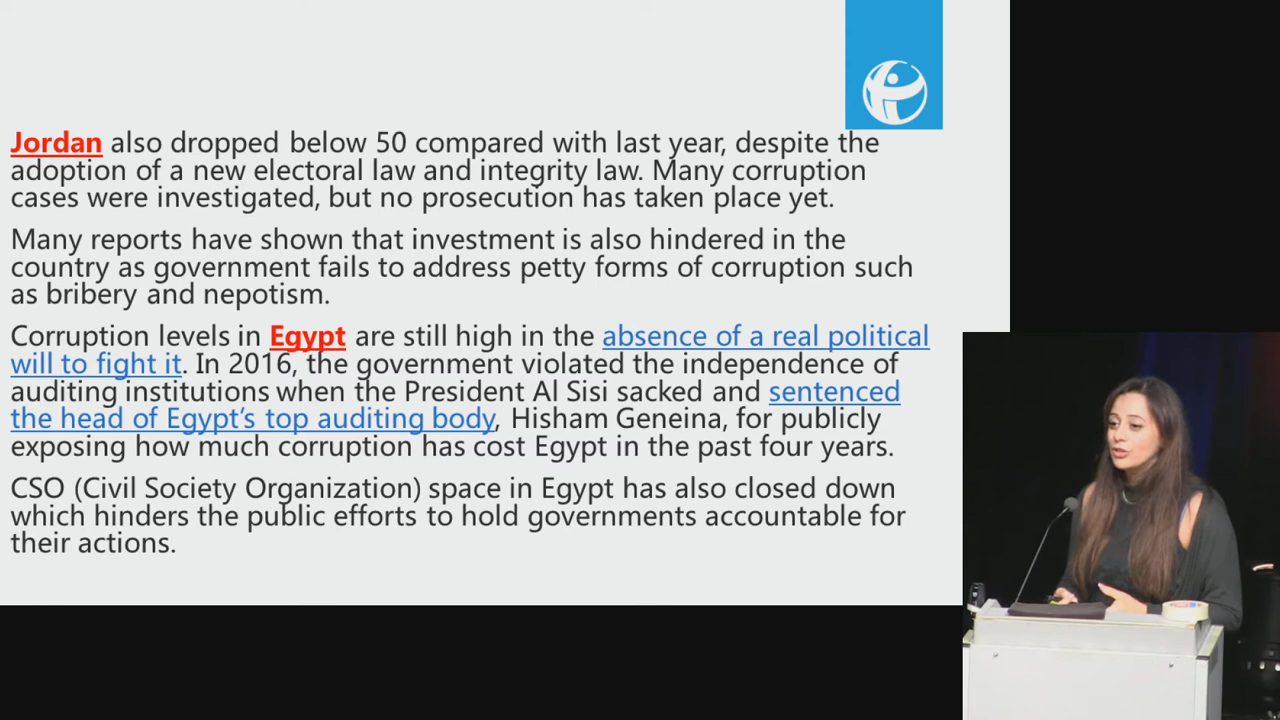 Jordan also dropped below 50 compared with last year, despite the
adoption of a new electoral law and integrity law. Many corruption
cases were investigated, but no prosecution has taken place yet.
Many reports have shown that investment is also hindered in the
country as government fails to address petty forms of corruption such
as bribery and nepotism.
Corruption levels in Egypt are still high in the absence of a real political
will to fight it. In 2016, the government violated the independence of
auditing institutions when the President Al Sisi sacked and sentenced
the head of Egypt's top auditing body, Hisham Geneina, for publicly
exposing how much corruption has cost Egypt in the past four years.
CSO (Civil Society Organization) space in Egypt has also closed down
which hinders the public efforts to hold governments accountable for
their actions.